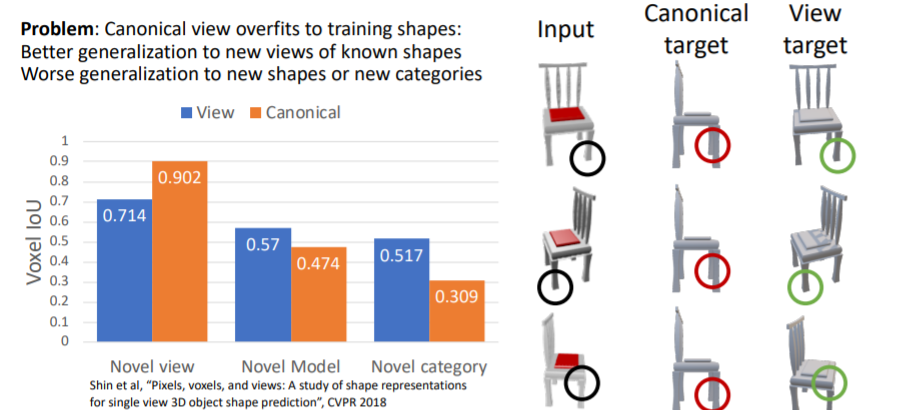 Problem: Canonical view overfits to training shapes:
Better generalization to new views of known shapes
Worse generalization to new shapes or new categories
View Canonical
Voxel IoU
1
0.9
0.8
0.7
0.6
0.5
0.4
0.3
0.2
0.1
0
0.714
0.902
0.57
0.474
0.517
0.309
Novel view
Novel Model
Novel category
Shin et al, “Pixels, voxels, and views: A study of shape representations
for single view 3D object shape prediction”, CVPR 2018
Input
Canonical
target
View
target